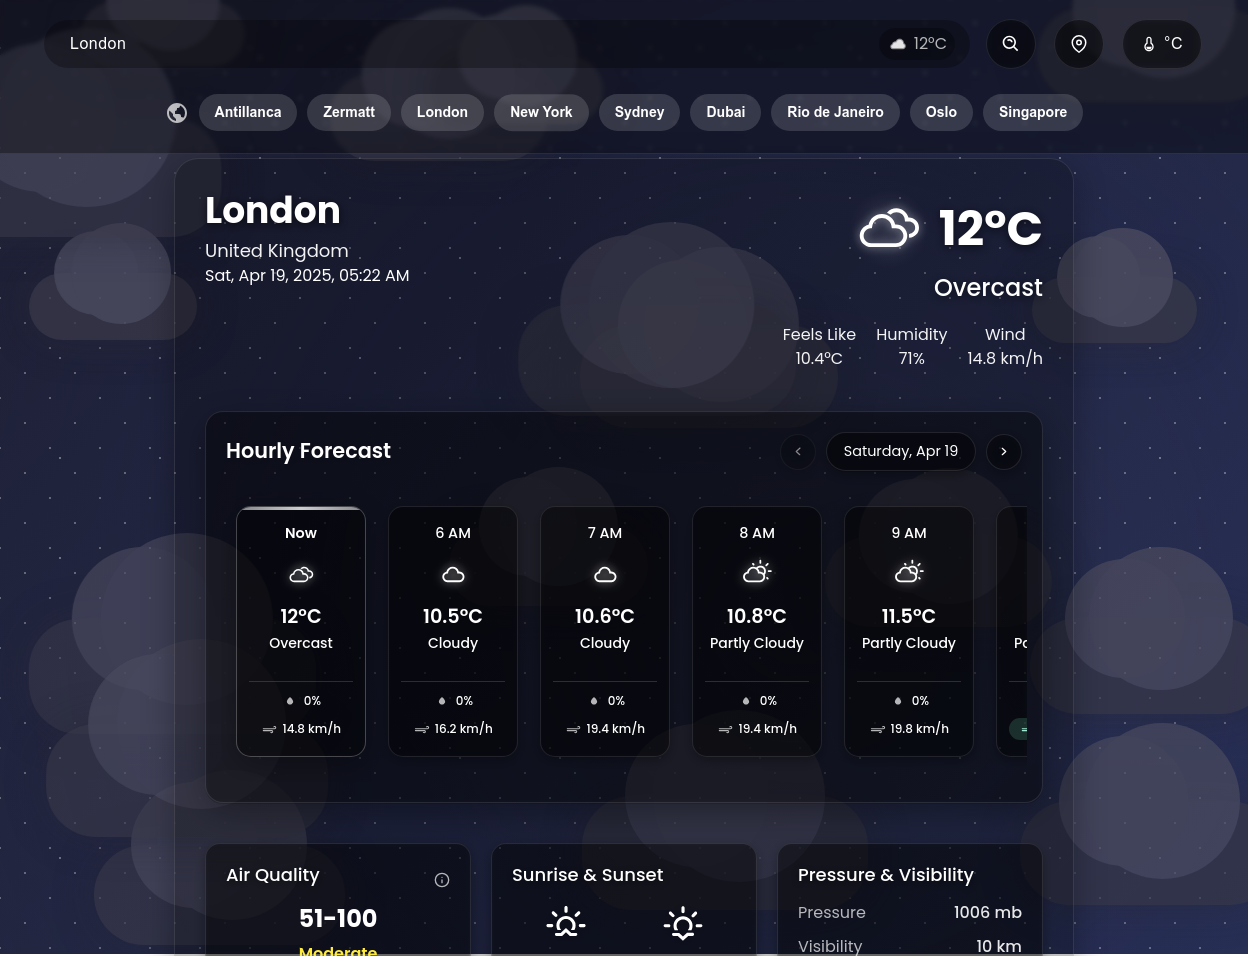 London
12°C
°C
Antillanca
Zermatt
London
New York
Sydney
Dubai
Rio de Janeiro
Oslo
Singapore
London
United Kingdom
Sat, Apr 19, 2025, 05:22 AM
12°C
Overcast
Feels Like
10.4°C
Humidity
71%
Wind
14.8 km/h
Hourly Forecast
Saturday, Apr 19
Now
12°C
Overcast
0%
14.8 km/h
6 AM
10.5°C
Cloudy
0%
16.2 km/h
7 AM
10.6°C
Cloudy
0%
19.4 km/h
8 AM
10.8°C
Partly Cloudy
0%
19.4 km/h
9 AM
11.5°C
Partly Cloudy
0%
19.8 km/h
Air Quality
51-100
Moderate
Sunrise & Sunset
Pressure & Visibility
Pressure
1006 mb
Visibility
10 km